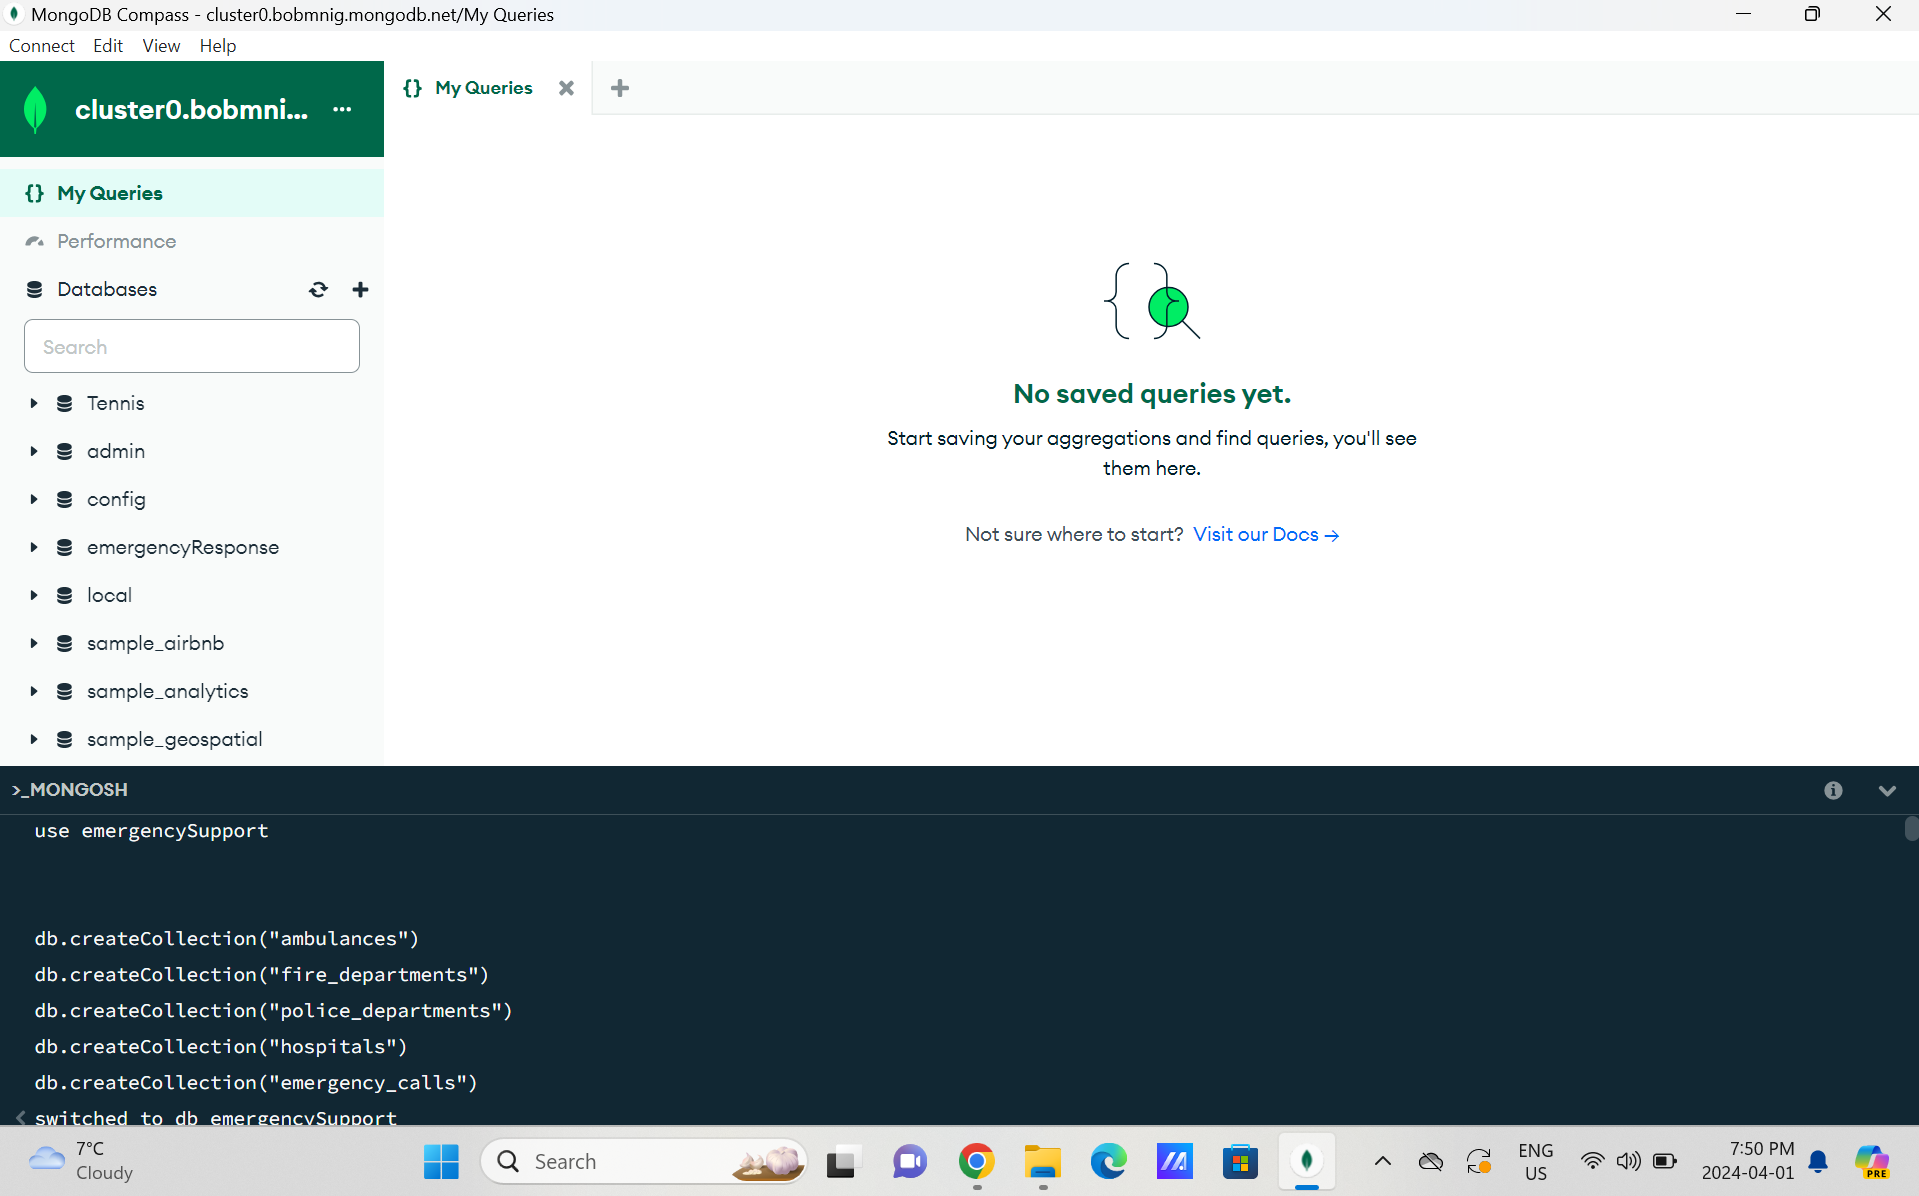 MongoDB Compass - cluster0.bobmnig.mongodb.net/My Queries
Connect Edit View Help
cluster0.bobmni... ...
{} My Queries
{} My Queries
Performance
Databases
Search
Tennis
admin
config
emergencyResponse
local
sample_airbnb
sample_analytics
sample_geospatial
No saved queries yet.
Start saving your aggregations and find queries, you'll see
them here.
Not sure where to start? Visit our Docs →
>_MONGOSH
use emergencySupport
db.createCollection("ambulances")
db.createCollection("fire_departments")
db.createCollection("police_departments")
db.createCollection("hospitals")
db.createCollection("emergency_calls")
< switched to db emergencySupport
7°C
Cloudy
Search
ENG
US
7:50 PM
2024-04-01
PRE